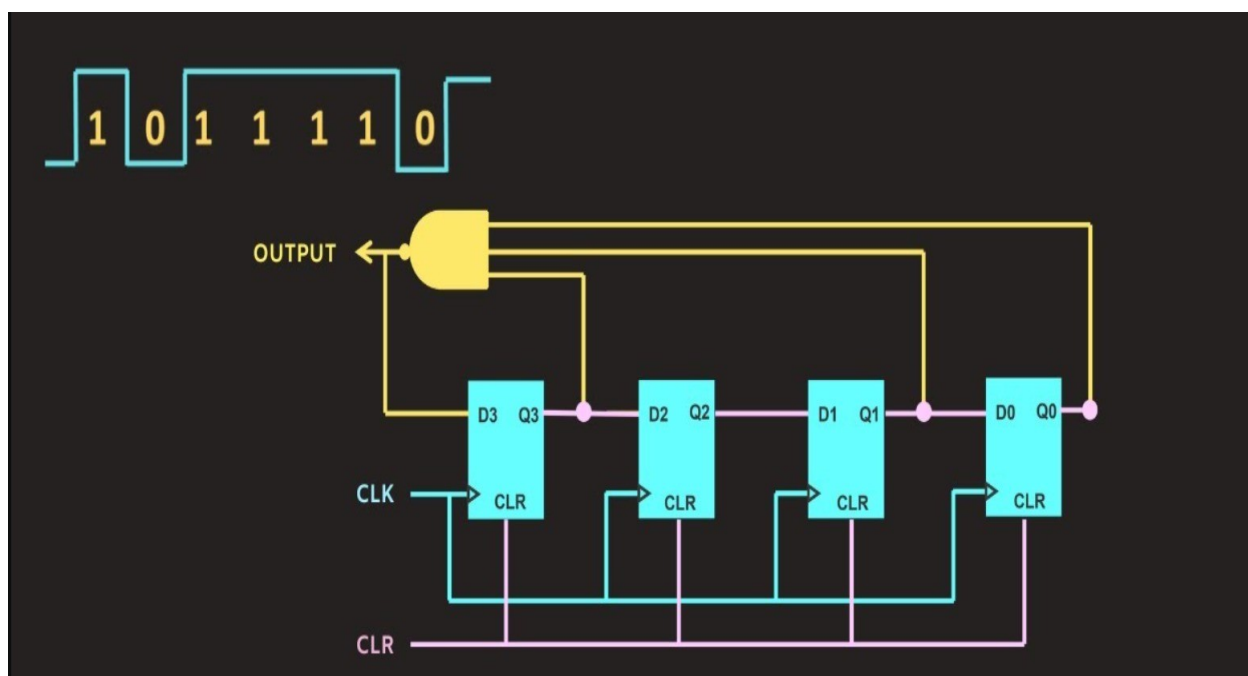 1 0 1 1 1 1 0
OUTPUT
D3 Q3 D2 Q2 D1 Q1 D0 Q0
CLK
CLR CLR CLR CLR
CLR